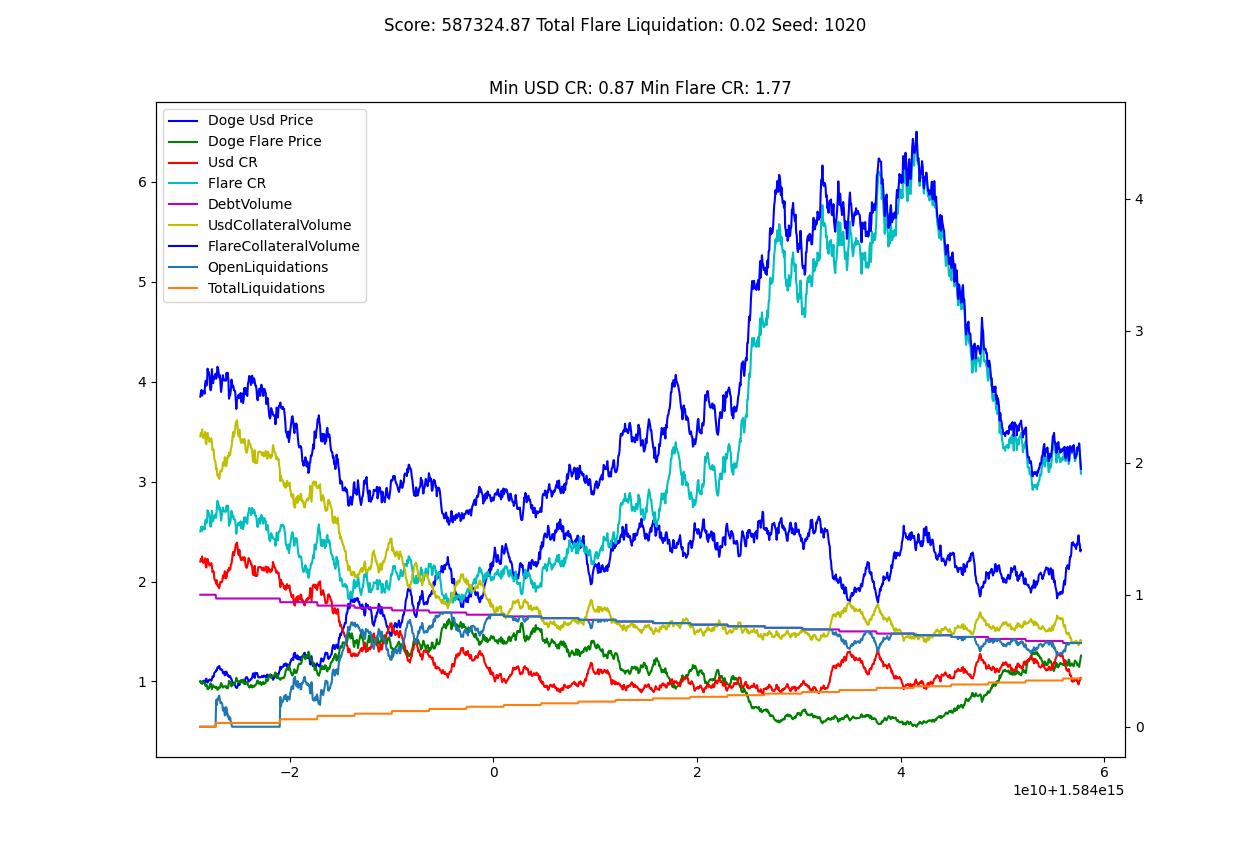 Score: 587324.87 Total Flare Liquidation: 0.02 Seed: 1020
Min USD CR: 0.87 Min Flare CR: 1.77
Doge Usd Price
Doge Flare Price
Usd CR
Flare CR
DebtVolume
UsdCollateralVolume
FlareCollateralVolume
OpenLiquidations
TotalLiquidations
6
5
4
3
2
1
4
3
2
1
0
−2
0
2
4
6
1e10+1.584e15